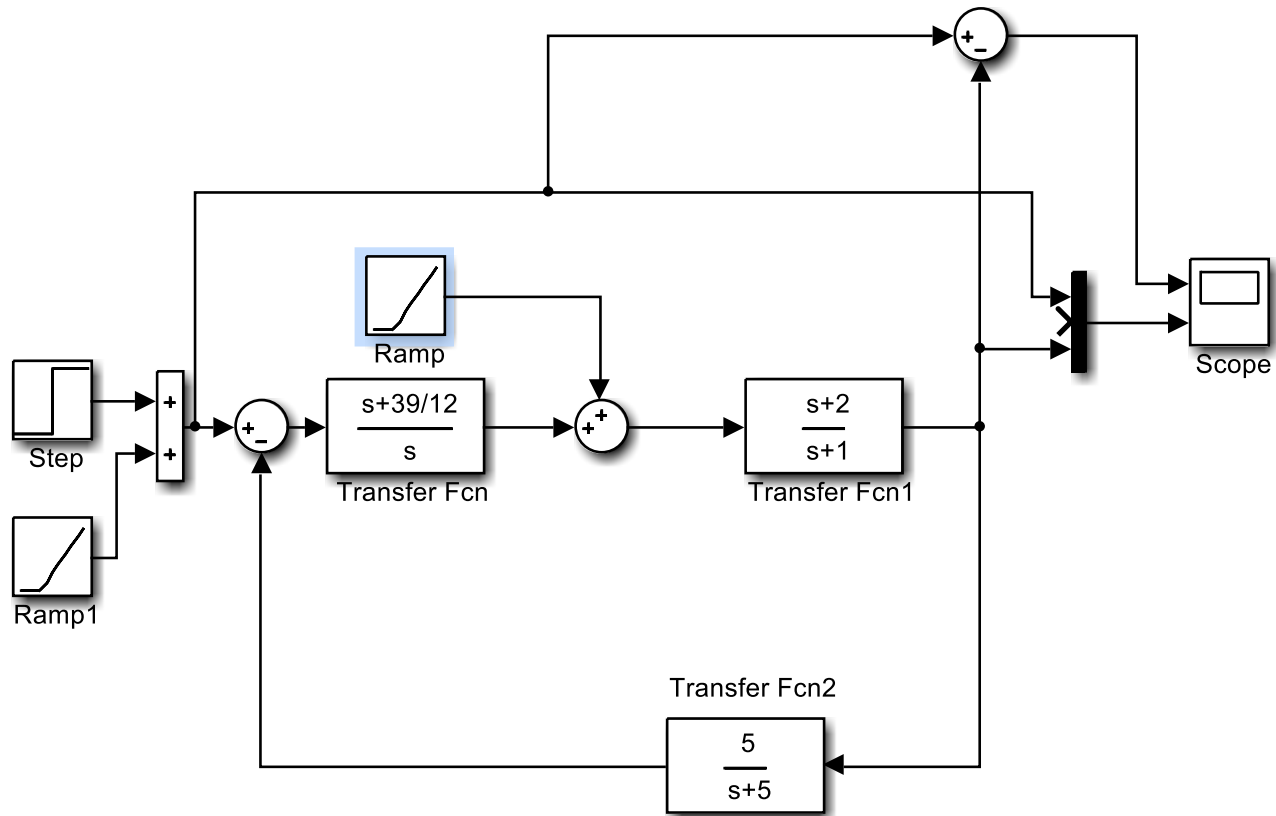 +
-
Ramp
Step
+
+
Ramp1
+
-
s+39/12
s
Transfer Fcn
+
+
s+2
s+1
Transfer Fcn1
Scope
Transfer Fcn2
5
s+5